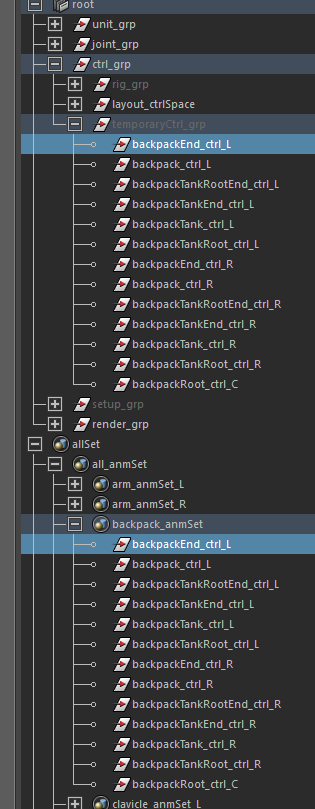 root
unit_grp
joint_grp
ctrl_grp
rig_grp
layout_ctrlSpace
temporaryCtrl_grp
backpackEnd_ctrl_L
backpack_ctrl_L
backpackTankRootEnd_ctrl_L
backpackTankEnd_ctrl_L
backpackTank_ctrl_L
backpackTankRoot_ctrl_L
backpackEnd_ctrl_R
backpack_ctrl_R
backpackTankRootEnd_ctrl_R
backpackTankEnd_ctrl_R
backpackTank_ctrl_R
backpackTankRoot_ctrl_R
backpackRoot_ctrl_C
setup_grp
render_grp
allSet
all_anmSet
arm_anmSet_L
arm_anmSet_R
backpack_anmSet
backpackEnd_ctrl_L
backpack_ctrl_L
backpackTankRootEnd_ctrl_L
backpackTankEnd_ctrl_L
backpackTank_ctrl_L
backpackTankRoot_ctrl_L
backpackEnd_ctrl_R
backpack_ctrl_R
backpackTankRootEnd_ctrl_R
backpackTankEnd_ctrl_R
backpackTank_ctrl_R
backpackTankRoot_ctrl_R
backpackRoot_ctrl_C
clavicle_anmSet_L